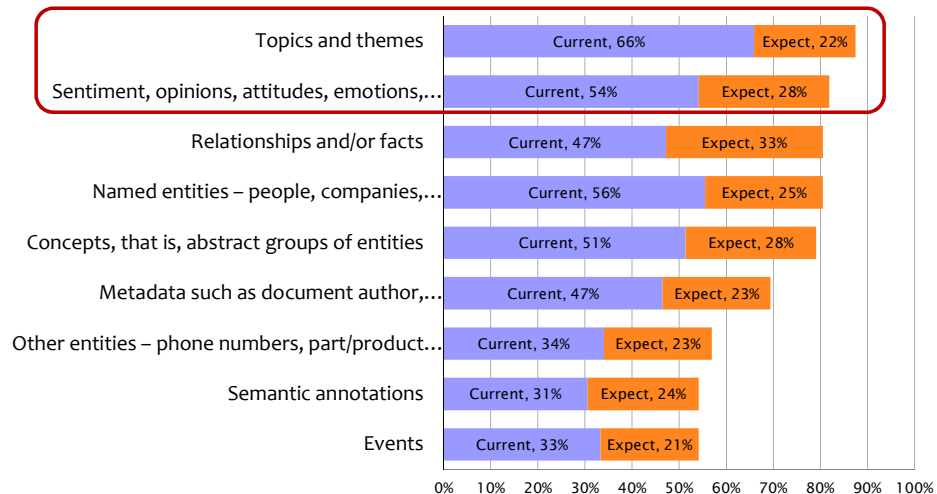 Topics and themes
Current, 66%
Expect, 22%
Sentiment, opinions, attitudes, emotions,…
Current, 54%
Expect, 28%
Relationships and/or facts
Current, 47%
Expect, 33%
Named entities – people, companies,…
Current, 56%
Expect, 25%
Concepts, that is, abstract groups of entities
Current, 51%
Expect, 28%
Metadata such as document author,…
Current, 47%
Expect, 23%
Other entities – phone numbers, part/product…
Current, 34%
Expect, 23%
Semantic annotations
Current, 31%
Expect, 24%
Events
Current, 33%
Expect, 21%
0% 10% 20% 30% 40% 50% 60% 70% 80% 90% 100%